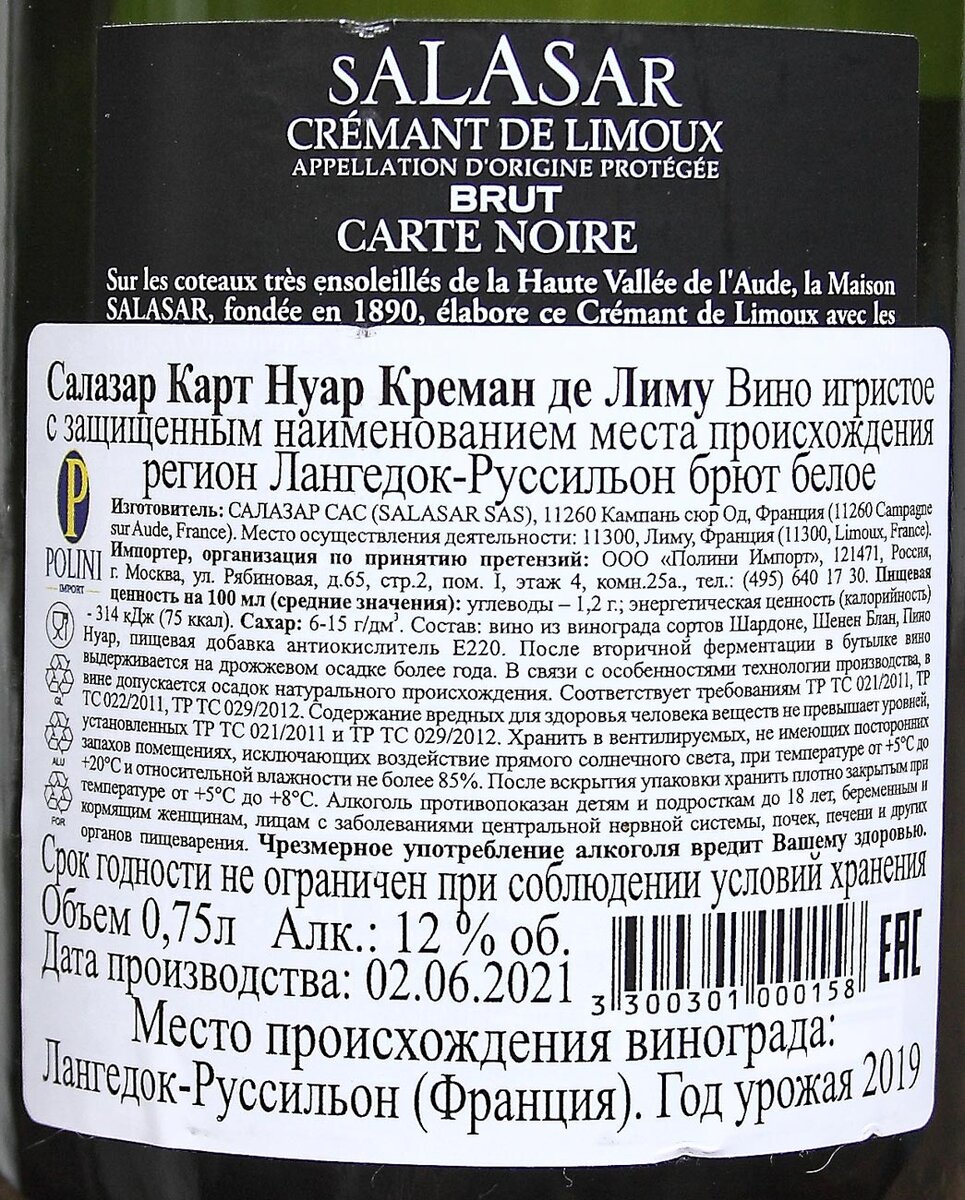 SALASAR
CRÉMANT DE LIMOUX
APPELLATION D'ORIGINE PROTÉGÉE
BRUT
CARTE NOIRE
Sur les coteaux très ensoleillés de la Haute Vallée de l'Aude, la Maison
SALASAR, fondée en 1890, élabore ce Crémant de Limoux avec les
Салазар Карт Нуар Креман де Лиму Вино игристое
с защищенным наименованием места происхождения
регион Лангедок-Руссильон брют белое
P
POLINI
IMPORT
Изготовитель: САЛАЗАР САС (SALASAR SAS), 11260 Кампань сюр Од, Франция (11260 Campagne
sur Aude, France). Место осуществления деятельности: 11300, Лиму, Франция (11300, Limoux, France).
Импортер, организация по принятию претензий: ООО «Полини Импорт», 121471, Россия,
г. Москва, ул. Рябиновая, д.65, стр.2, пом. I, этаж 4, комн.25а., тел.: (495) 640 17 30. Пищевая
ценность на 100 мл (средние значения): углеводы – 1,2 г.; энергетическая ценность (калорийность)
- 314 кДж (75 ккал). Сахар: 6-15 г/дм³. Состав: вино из винограда сортов Шардоне, Шенен Блан, Пино
Нуар, пищевая добавка антиокислитель Е220. После вторичной ферментации в бутылке вино
выдерживается на дрожжевом осадке более года. В связи с особенностями технологии производства, в
вине допускается осадок натурального происхождения. Соответствует требованиям ТР ТС 021/2011, ТР
ТС 022/2011, ТР ТС 029/2012. Содержание вредных для здоровья человека веществ не превышает уровней,
установленных ТР ТС 021/2011 и ТР ТС 029/2012. Хранить в вентилируемых, не имеющих посторонних
запахов помещениях, исключающих воздействие прямого солнечного света, при температуре от +5°C до
+20°C и относительной влажности не более 85%. После вскрытия упаковки хранить плотно закрытым при
температуре от +5°C до +8°C. Алкоголь противопоказан детям и подросткам до 18 лет, беременным и
кормящим женщинам, лицам с заболеваниями центральной нервной системы, почек, печени и других
органов пищеварения. Чрезмерное употребление алкоголя вредит Вашему здоровью.
GL
ALU
FOR
Срок годности не ограничен при соблюдении условий хранения
Объем 0,75л Алк.: 12 % об.
Дата производства: 02.06.2021
3 300301 000158
EAC
Место происхождения винограда:
Лангедок-Руссильон (Франция). Год урожая 2019